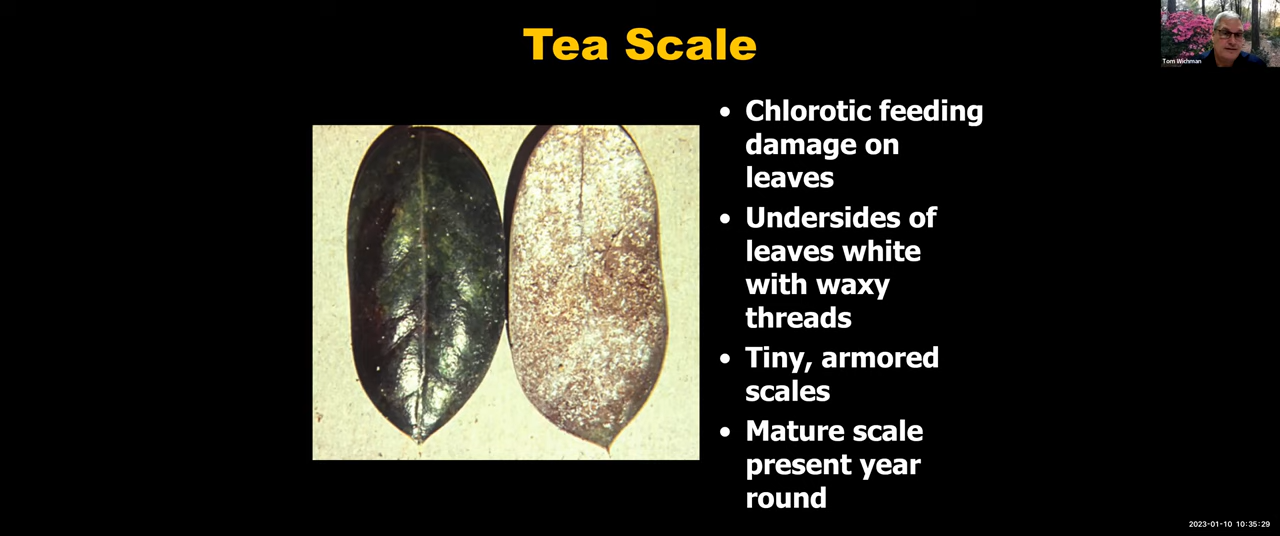 Tea Scale
Tom Wichman
• Chlorotic feeding
damage on
leaves
• Undersides of
leaves white
with waxy
threads
• Tiny, armored
scales
• Mature scale
present year
round
2023-01-10 10:35:29